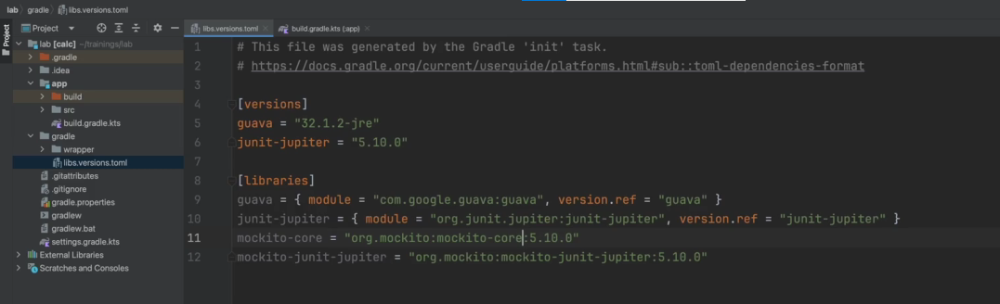 lab gradle libs.versions.toml
Project
Project
libs.versions.toml
build.gradle.kts (app)
lab [calc] ~/trainings/lab
.gradle
.idea
app
build
src
build.gradle.kts
gradle
wrapper
libs.versions.toml
.gitattributes
.gitignore
gradle.properties
gradlew
gradlew.bat
settings.gradle.kts
External Libraries
Scratches and Consoles
1 # This file was generated by the Gradle 'init' task.
2 # https://docs.gradle.org/current/userguide/platforms.html#sub::toml-dependencies-format
3
4 [versions]
5 guava = "32.1.2-jre"
6 junit-jupiter = "5.10.0"
7
8 [libraries]
9 guava = { module = "com.google.guava:guava", version.ref = "guava" }
10 junit-jupiter = { module = "org.junit.jupiter:junit-jupiter", version.ref = "junit-jupiter" }
11 mockito-core = "org.mockito:mockito-core:5.10.0"
12 mockito-junit-jupiter = "org.mockito:mockito-junit-jupiter:5.10.0"